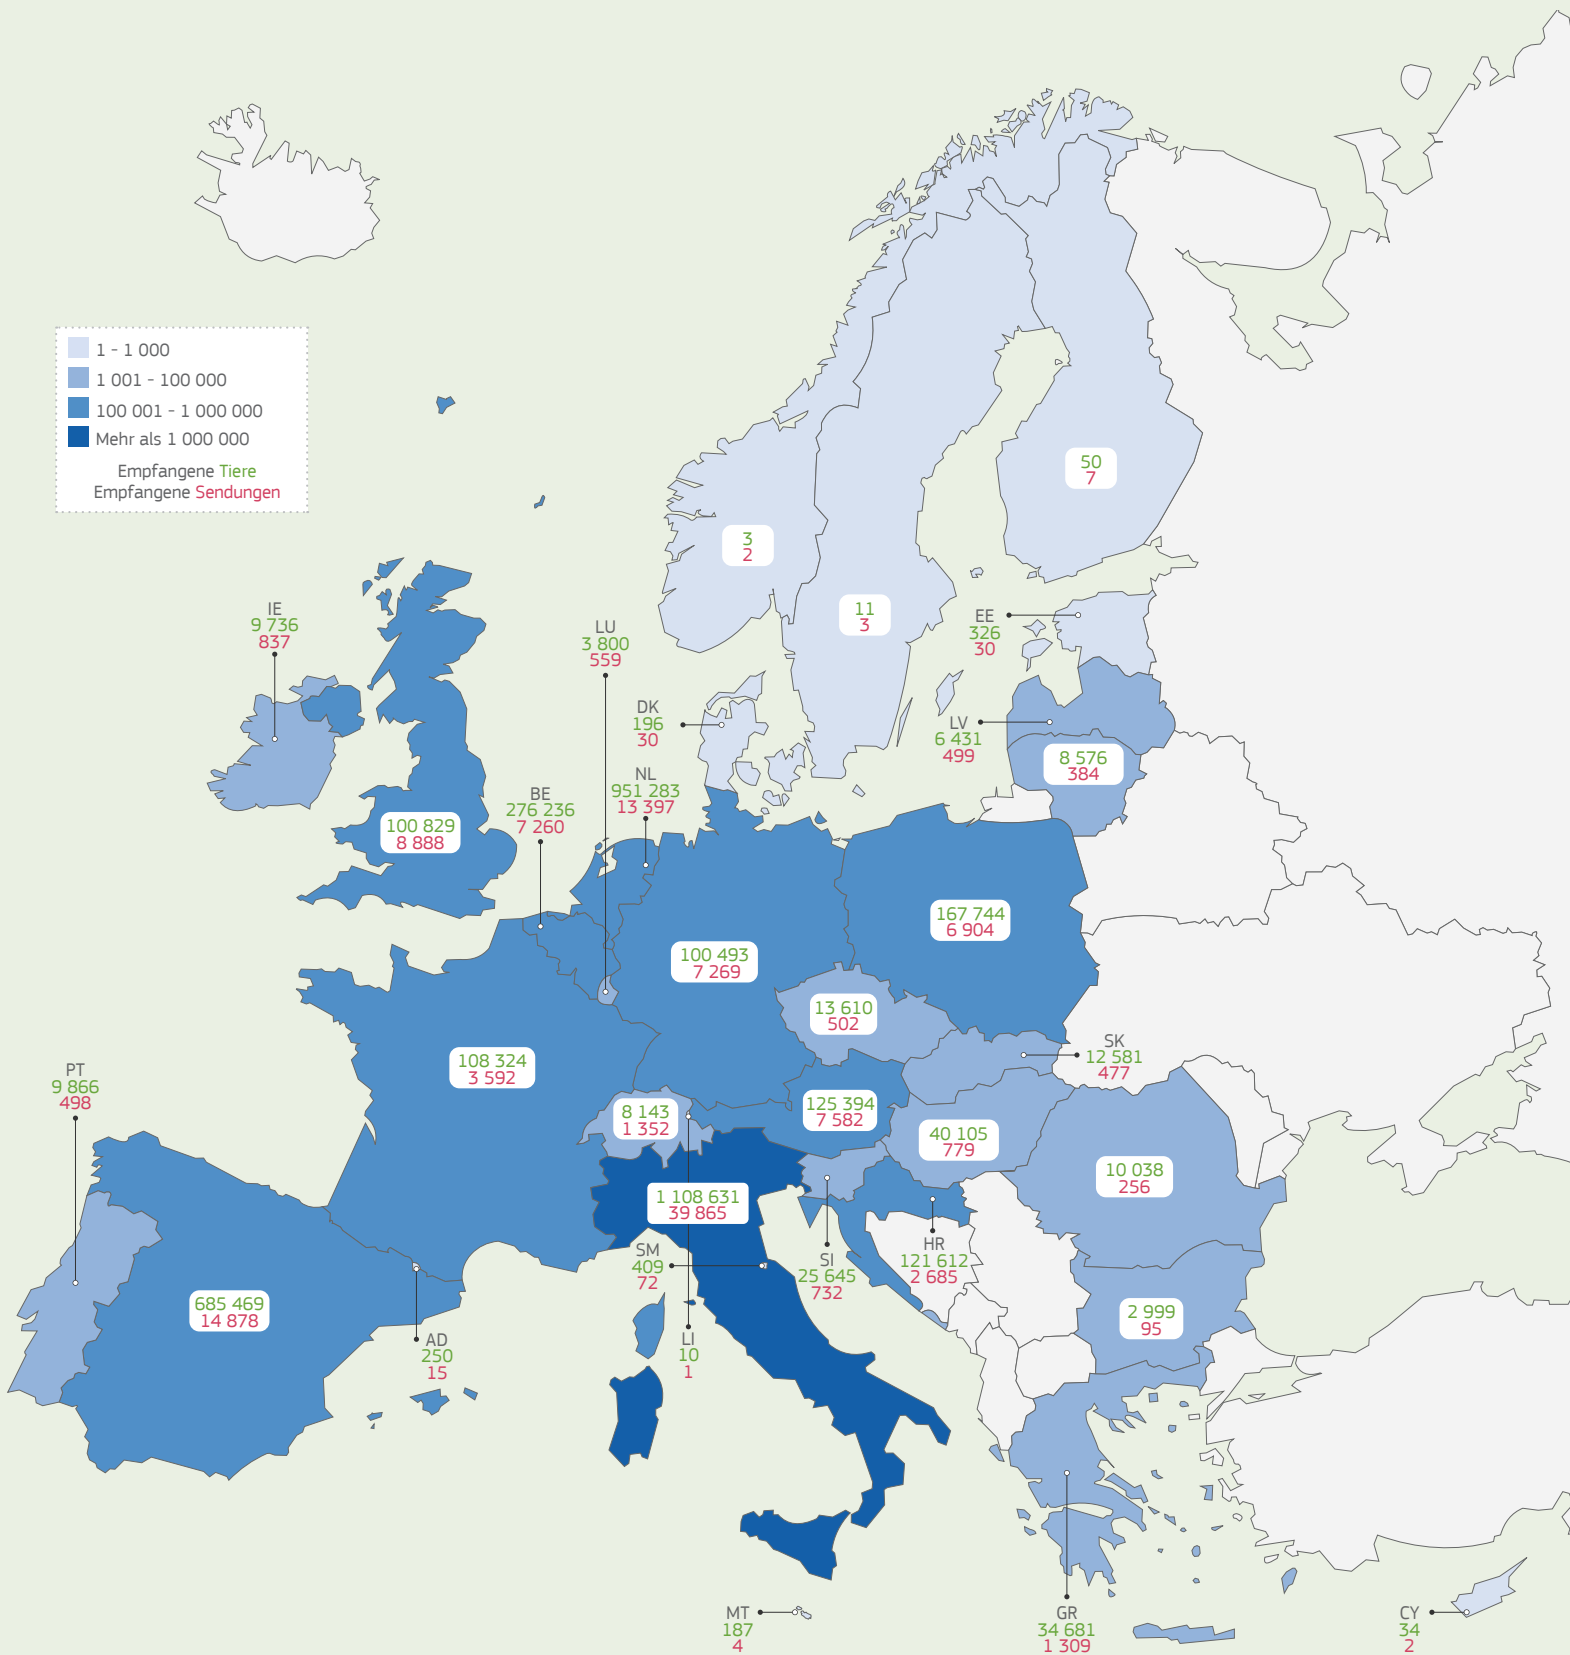 1 - 1 000
1 001 - 100 000
100 001 - 1 000 000
Mehr als 1 000 000
Empfangene Tiere
Empfangene Sendungen
50
7
3
2
11
3
IE
9 736
837
LU
3 800
559
EE
326
30
DK
196
30
LV
6 431
499
8 576
384
NL
951 283
13 397
BE
276 236
7 260
100 829
8 888
167 744
6 904
100 493
7 269
13 610
502
SK
12 581
477
108 324
3 592
PT
9 866
498
8 143
1 352
125 394
7 582
40 105
779
10 038
256
1 108 631
39 865
SM
409
72
SI
25 645
732
HR
121 612
2 685
685 469
14 878
2 999
95
AD
250
15
LI
10
1
MT
187
4
GR
34 681
1 309
CY
34
2